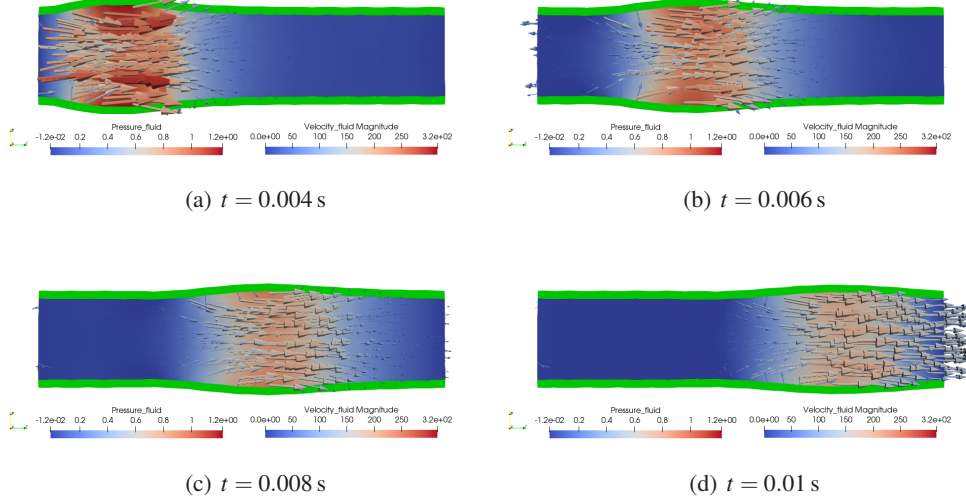 Pressure_fluid Velocity_fluid Magnitude
-1.2e-02 0.2 0.4 0.6 0.8 1 1.2e+00 0.0e+00 50 100 150 200 250 3.2e+02
Pressure_fluid Velocity_fluid Magnitude
-1.2e-02 0.2 0.4 0.6 0.8 1 1.2e+00 0.0e+00 50 100 150 200 250 3.2e+02
(a) t = 0.004 s
(b) t = 0.006 s
Pressure_fluid Velocity_fluid Magnitude
-1.2e-02 0.2 0.4 0.6 0.8 1 1.2e+00 0.0e+00 50 100 150 200 250 3.2e+02
Pressure_fluid Velocity_fluid Magnitude
-1.2e-02 0.2 0.4 0.6 0.8 1 1.2e+00 0.0e+00 50 100 150 200 250 3.2e+02
(c) t = 0.008 s
(d) t = 0.01 s